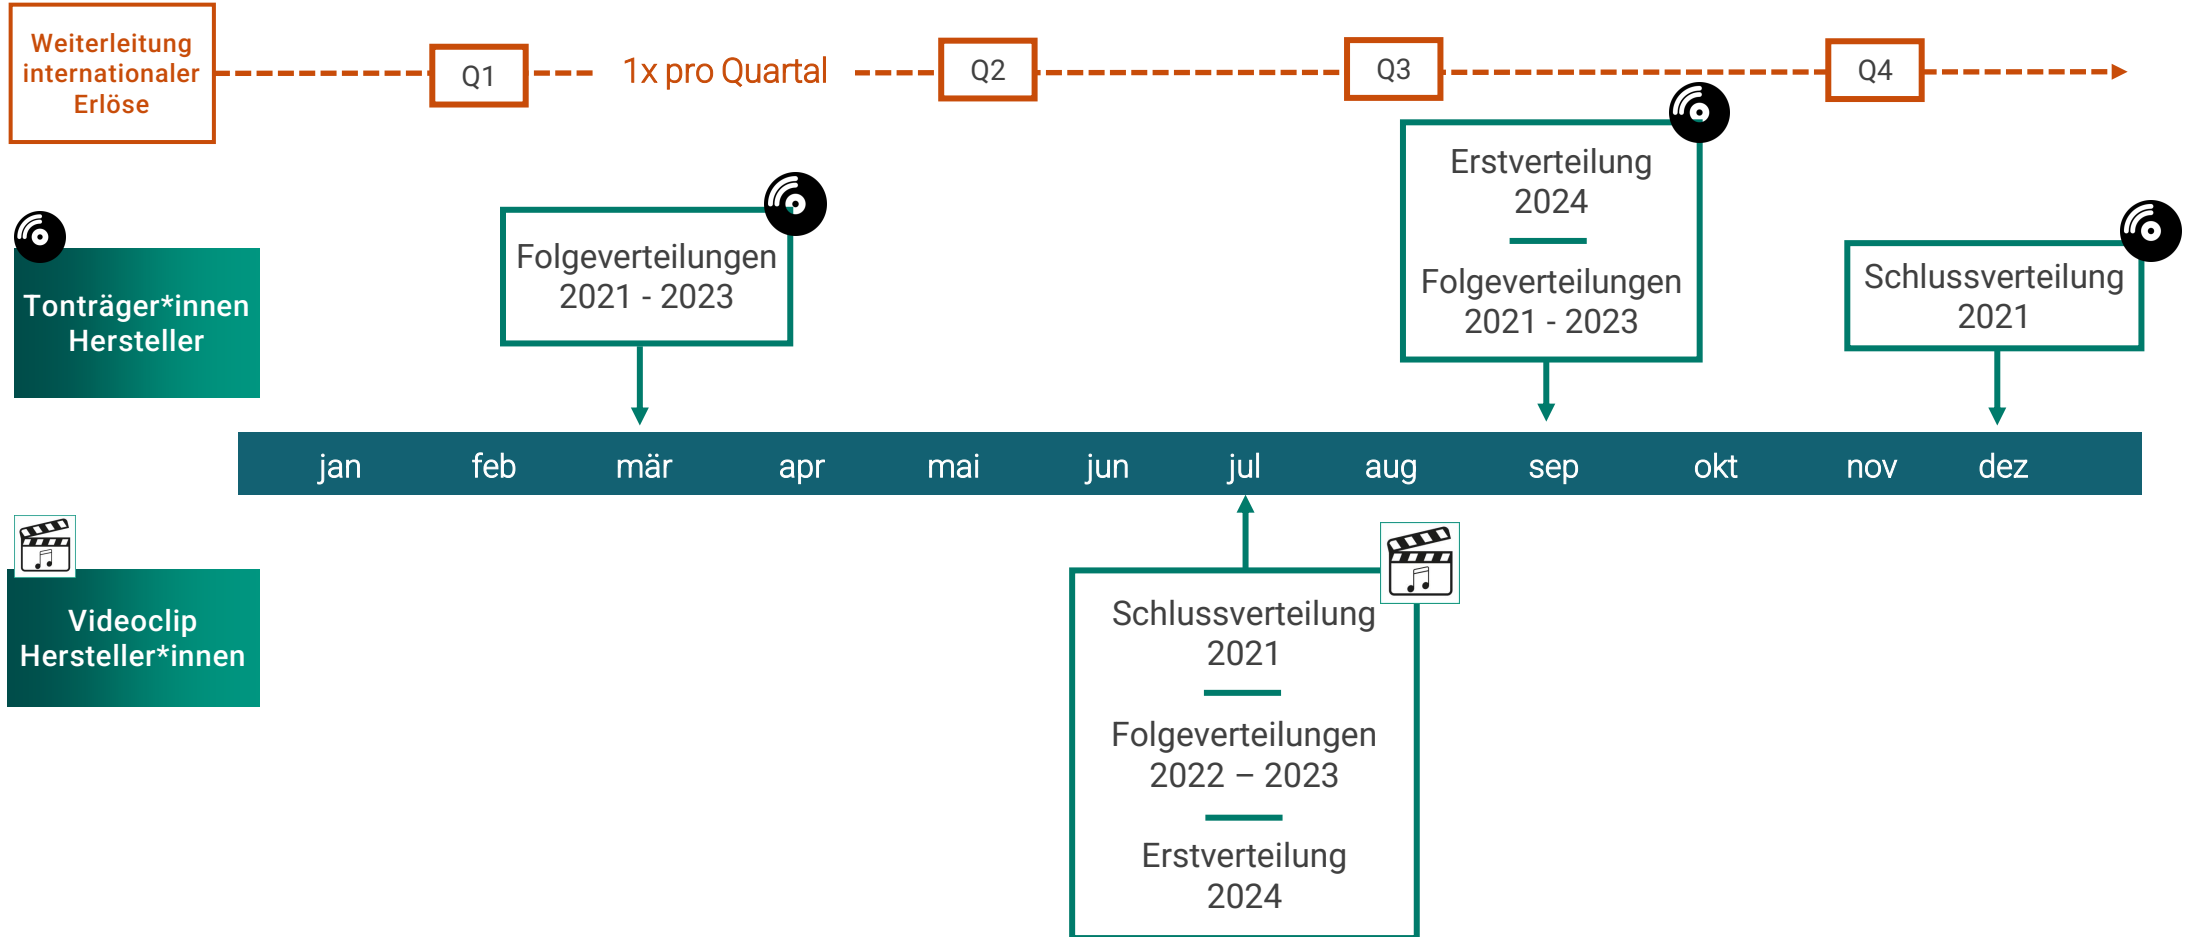 Weiterleitung
internationaler
Erlöse
Q1
1x pro Quartal
Q2
Q3
Q4
Tonträger*innen
Hersteller
Folgeverteilungen
2021 - 2023
Erstverteilung
2024
Folgeverteilungen
2021 - 2023
Schlussverteilung
2021
jan feb mär apr mai jun jul aug sep okt nov dez
Videoclip
Hersteller*innen
Schlussverteilung
2021
Folgeverteilungen
2022 – 2023
Erstverteilung
2024